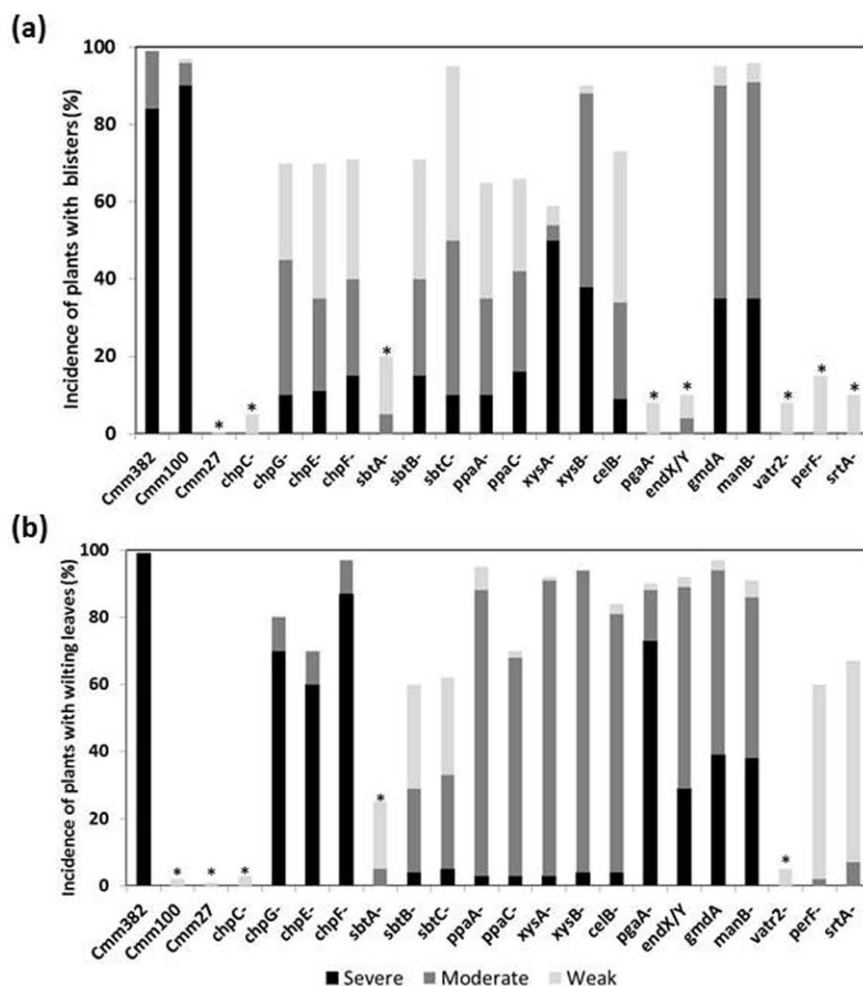 (a)
Incidence of plants with blisters (%)
100
80
60
40
20
0
* * * * * * * *
Cmm382 Cmm100 Cmm27 chpC- chpG- chpE- chpF- sbtA- sbtB- sbtC- ppaA- ppaC- xysA- xysB- celB- pgaA- endX/Y gmdA manB- vatr2- perF- srtA-
(b)
Incidence of plants with wilting leaves (%)
100
80
60
40
20
0
* * * * *
Cmm382 Cmm100 Cmm27 chpC- chpG- chpE- chpF- sbtA- sbtB- sbtC- ppaA- ppaC- xysA- xysB- celB- pgaA- endX/Y gmdA manB- vatr2- perF- srtA-
Severe Moderate Weak